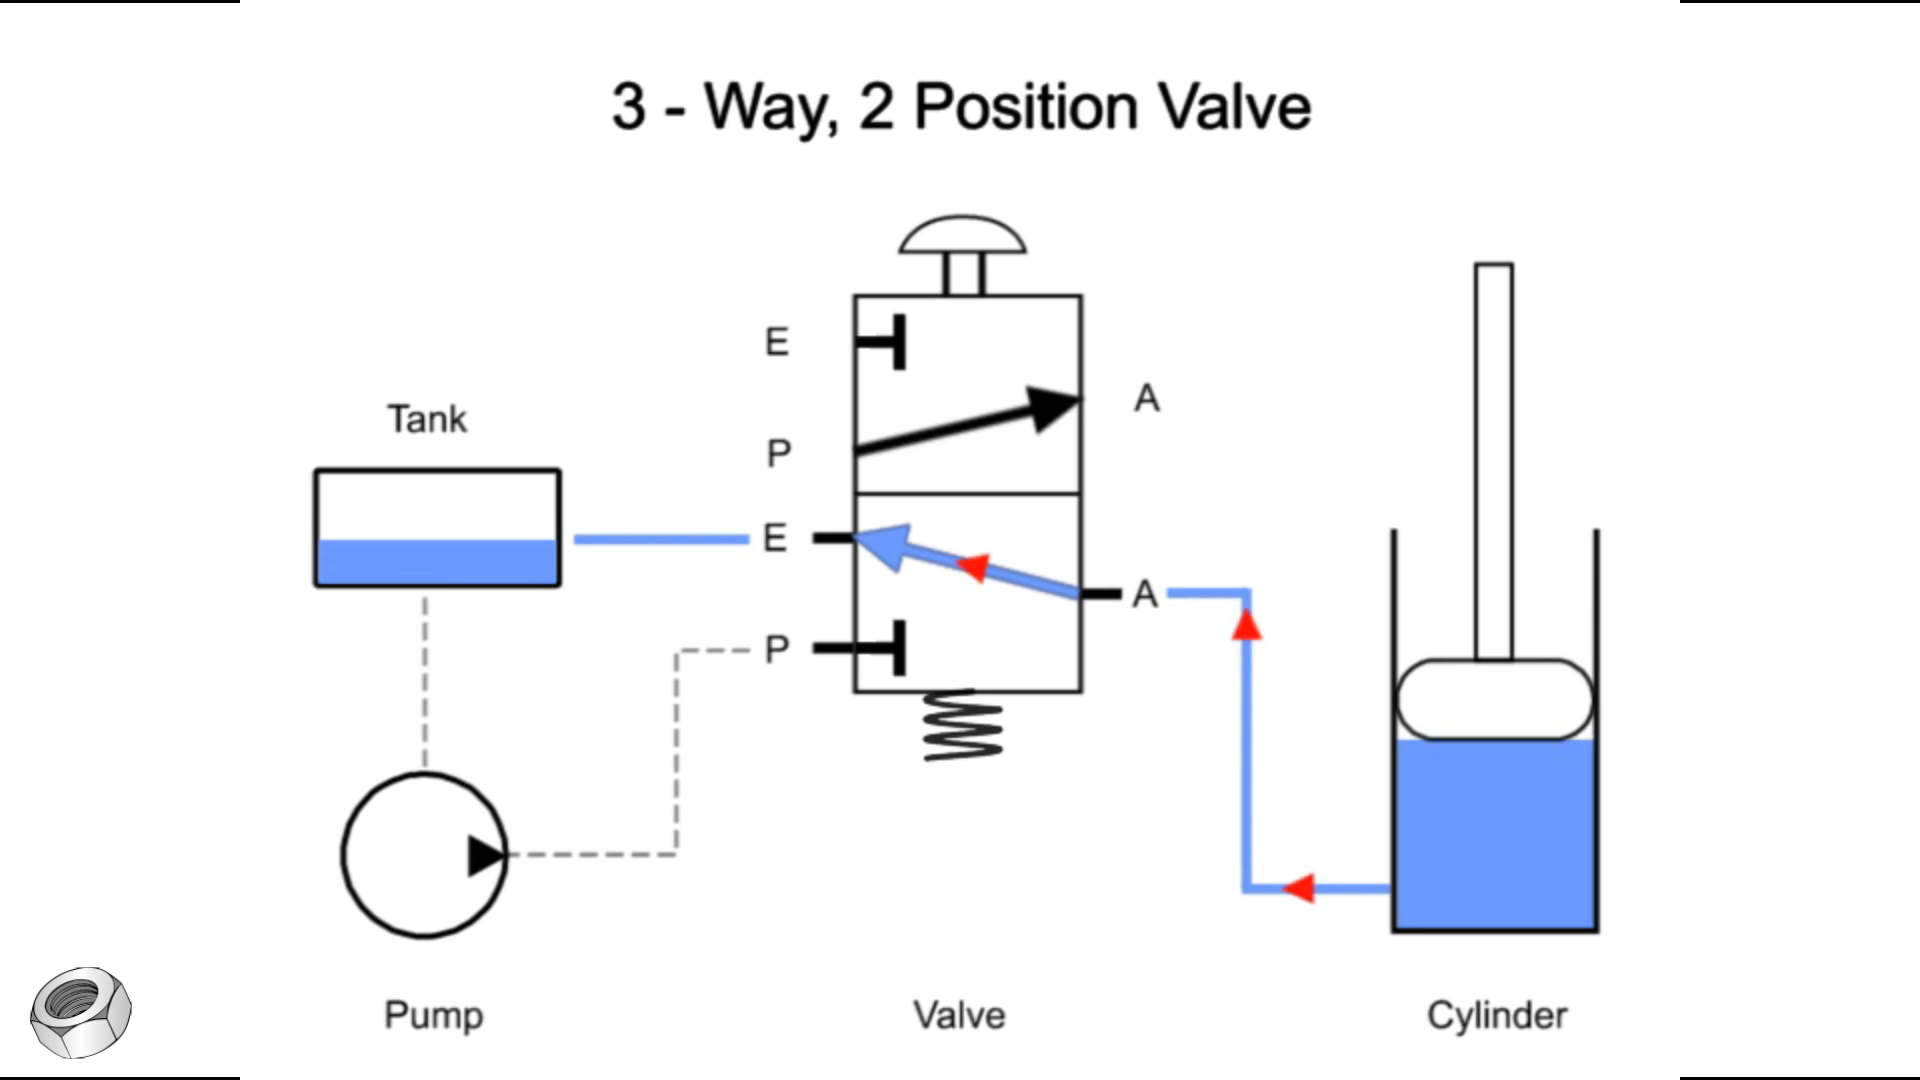 3 - Way, 2 Position Valve
E
A
P
Tank
E
A
P
Pump
Valve
Cylinder